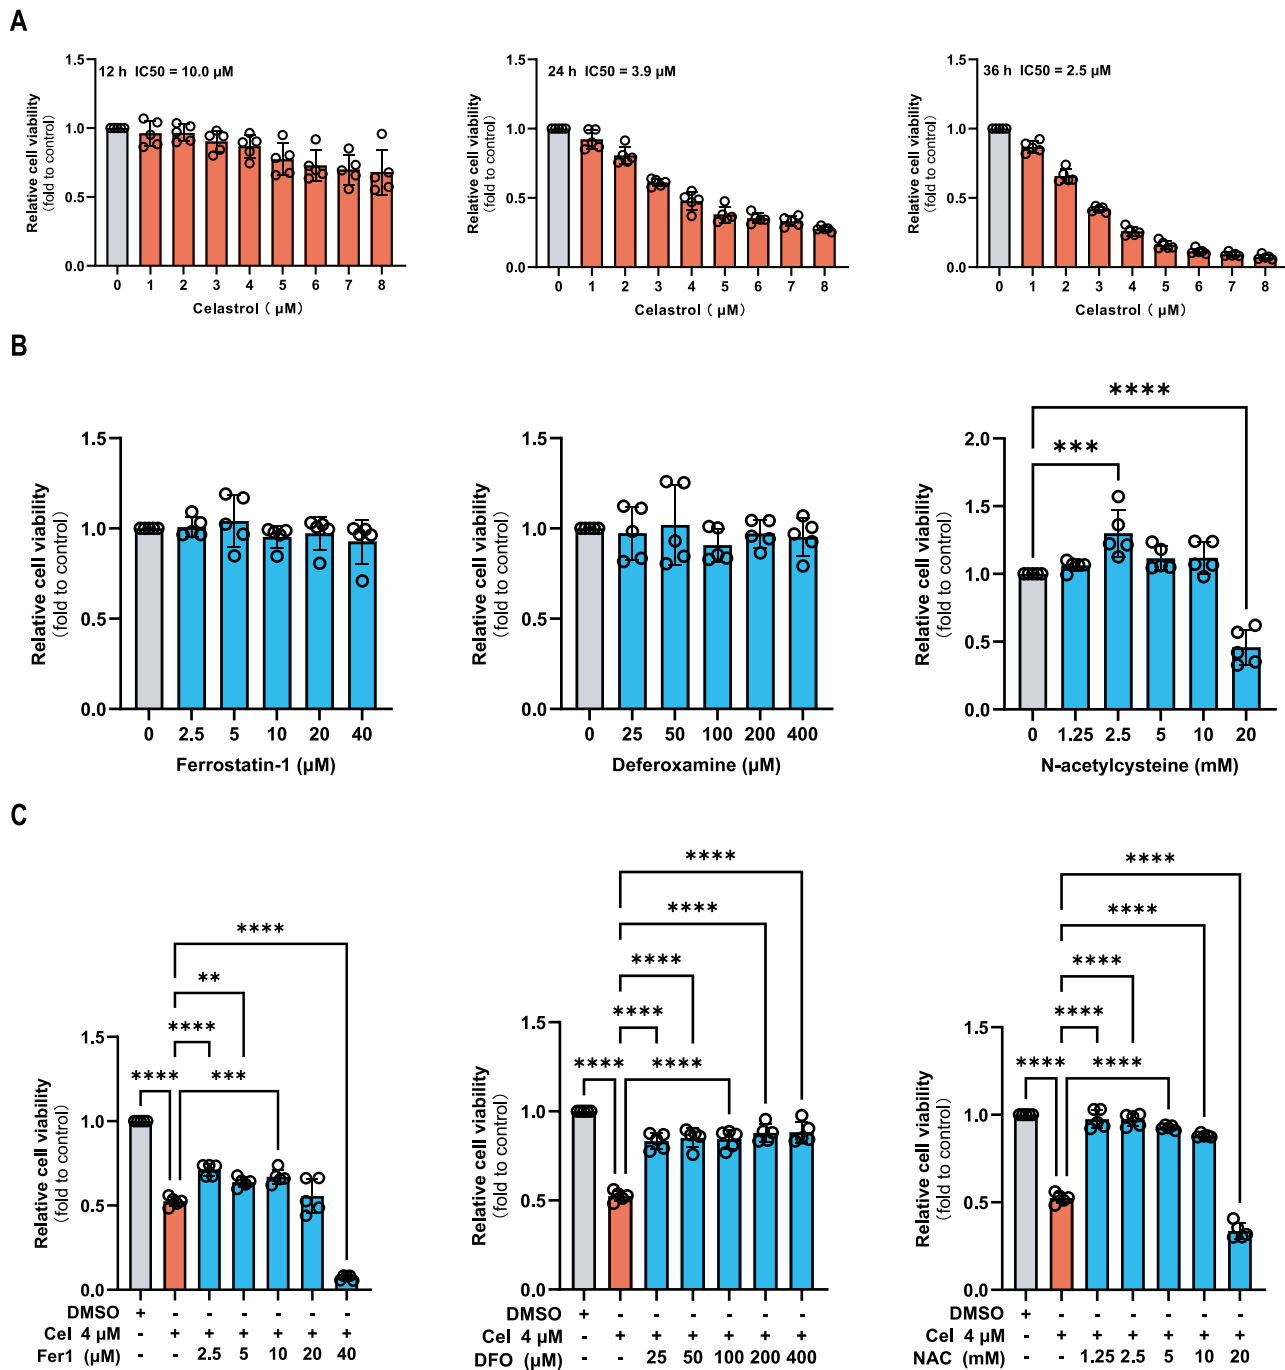 A
12 h IC50 = 10.0 µM
Relative cell viability
(fold to control)
1.5
1.0
0.5
0.0
0 1 2 3 4 5 6 7 8
Celastrol ( µM)
24 h IC50 = 3.9 µM
Relative cell viability
(fold to control)
1.5
1.0
0.5
0.0
0 1 2 3 4 5 6 7 8
Celastrol ( µM)
36 h IC50 = 2.5 µM
Relative cell viability
(fold to control)
1.5
1.0
0.5
0.0
0 1 2 3 4 5 6 7 8
Celastrol ( µM)
B
Relative cell viability
(fold to control)
1.5
1.0
0.5
0.0
0 2.5 5 10 20 40
Ferrostatin-1 (µM)
Relative cell viability
(fold to control)
1.5
1.0
0.5
0.0
0 25 50 100 200 400
Deferoxamine (µM)
****
***
Relative cell viability
(fold to control)
2.0
1.5
1.0
0.5
0.0
0 1.25 2.5 5 10 20
N-acetylcysteine (mM)
C
****
**
****
**** ***
Relative cell viability
(fold to control)
1.5
1.0
0.5
0.0
DMSO + - - - - - -
Cel 4 µM - + + + + + +
Fer1 (µM) - - 2.5 5 10 20 40
****
****
****
****
**** ****
Relative cell viability
(fold to control)
1.5
1.0
0.5
0.0
DMSO + - - - - - -
Cel 4 µM - + + + + + +
DFO (µM) - - 25 50 100 200 400
****
****
****
****
**** ****
Relative cell viability
(fold to control)
1.5
1.0
0.5
0.0
DMSO + - - - - - -
Cel 4 µM - + + + + + +
NAC (mM) - - 1.25 2.5 5 10 20